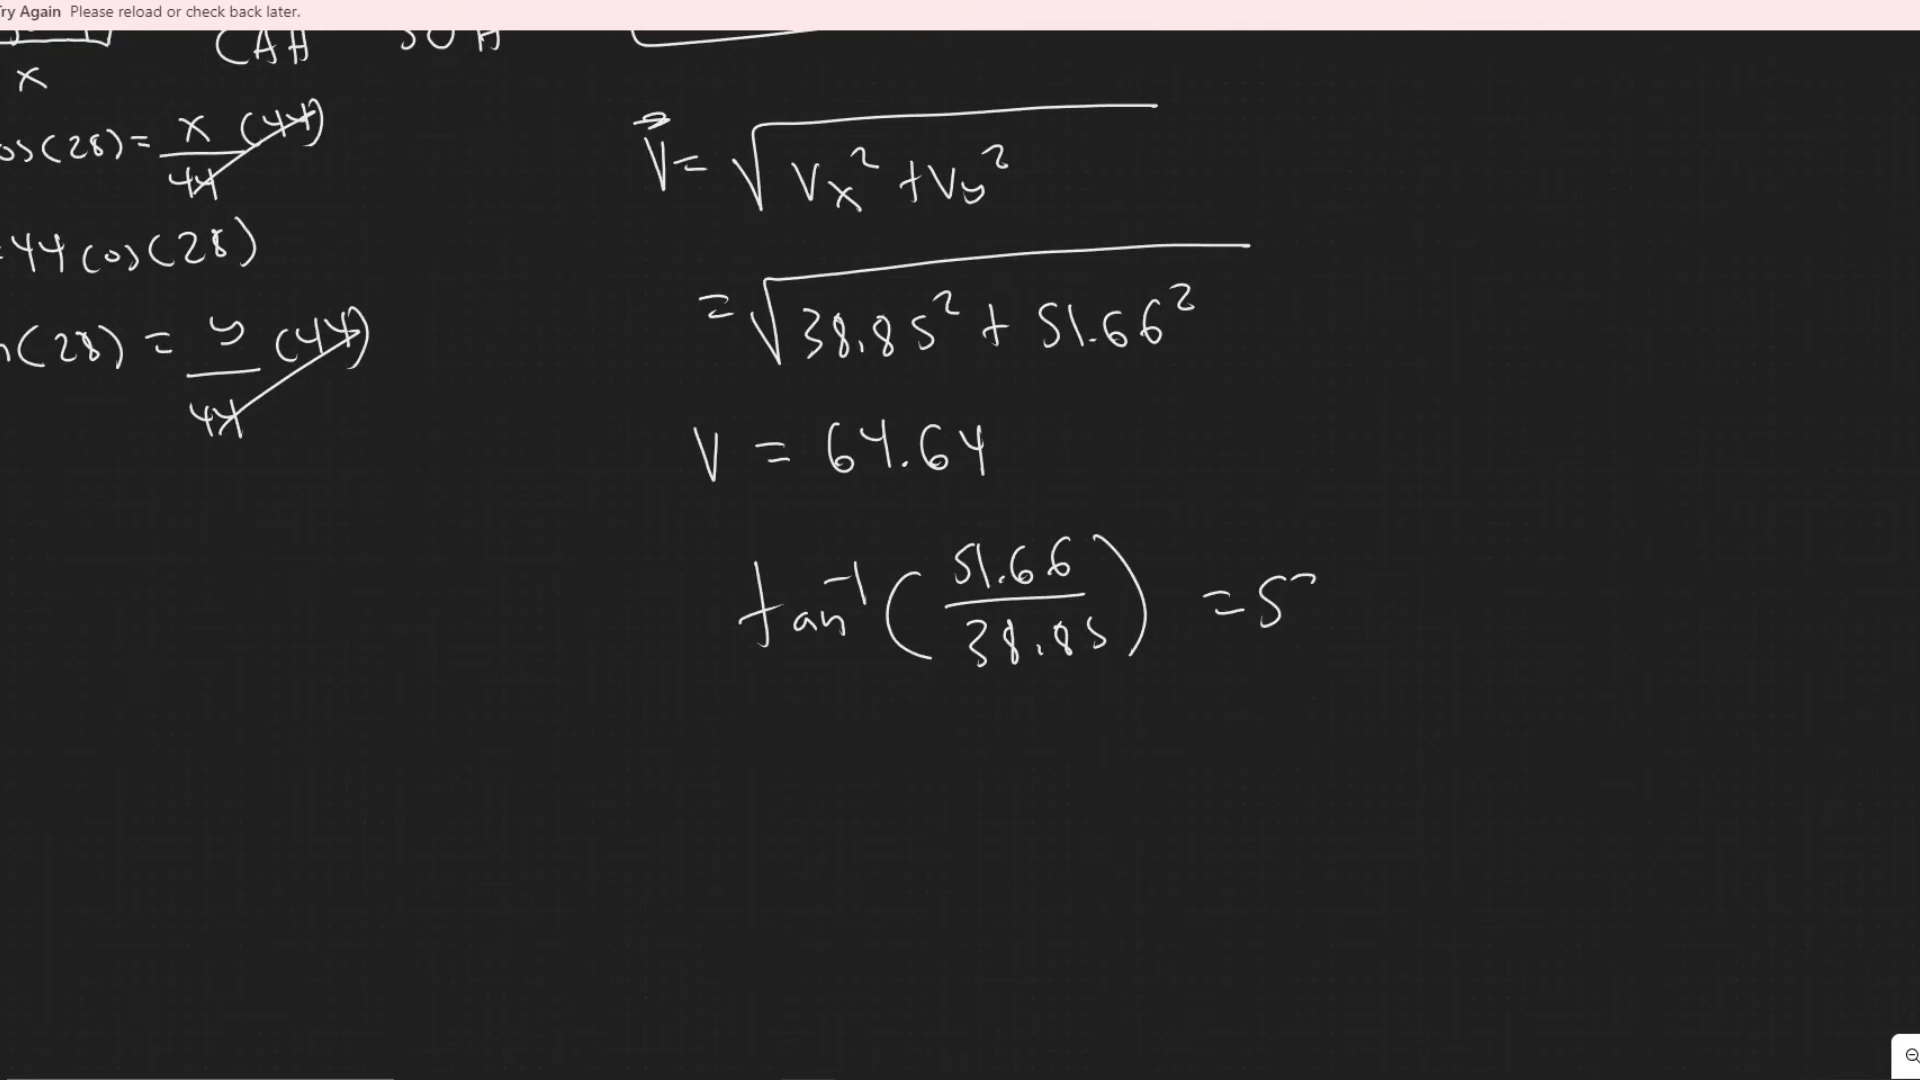 ry Again Please reload or check back later.
CAH SOH
x
os(28) = x (44)
44
=44 cos(28)
n(28) = y (44)
44
V = √Vx² + Vy²
= √38.85² + 51.66²
V = 64.64
tan⁻¹ (51.66 / 38.85) = 5